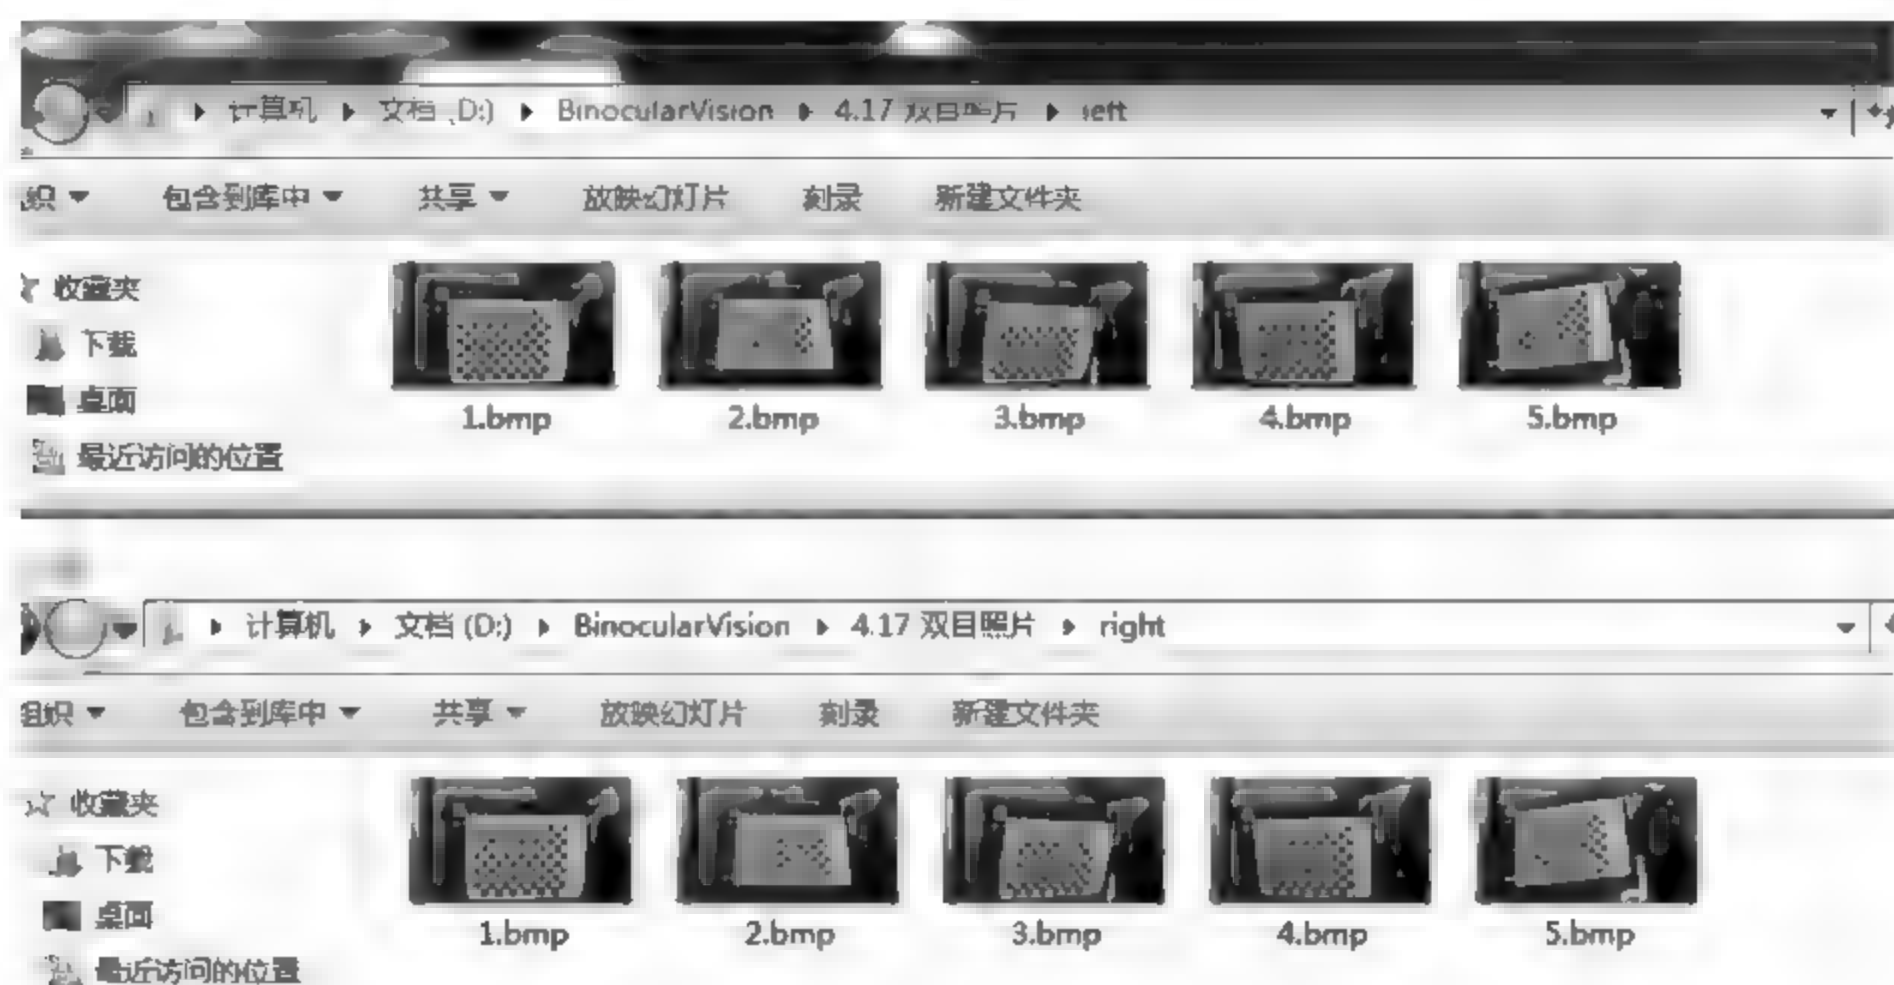 计算机 文档 (D:) BinocularVision 4.17 双目照片 left
织 包含到库中 共享 放映幻灯片 刻录 新建文件夹
收藏夹
下载
桌面
最近访问的位置
1.bmp 2.bmp 3.bmp 4.bmp 5.bmp
计算机 文档 (D:) BinocularVision 4.17 双目照片 right
组织 包含到库中 共享 放映幻灯片 刻录 新建文件夹
收藏夹
下载
桌面
最近访问的位置
1.bmp 2.bmp 3.bmp 4.bmp 5.bmp